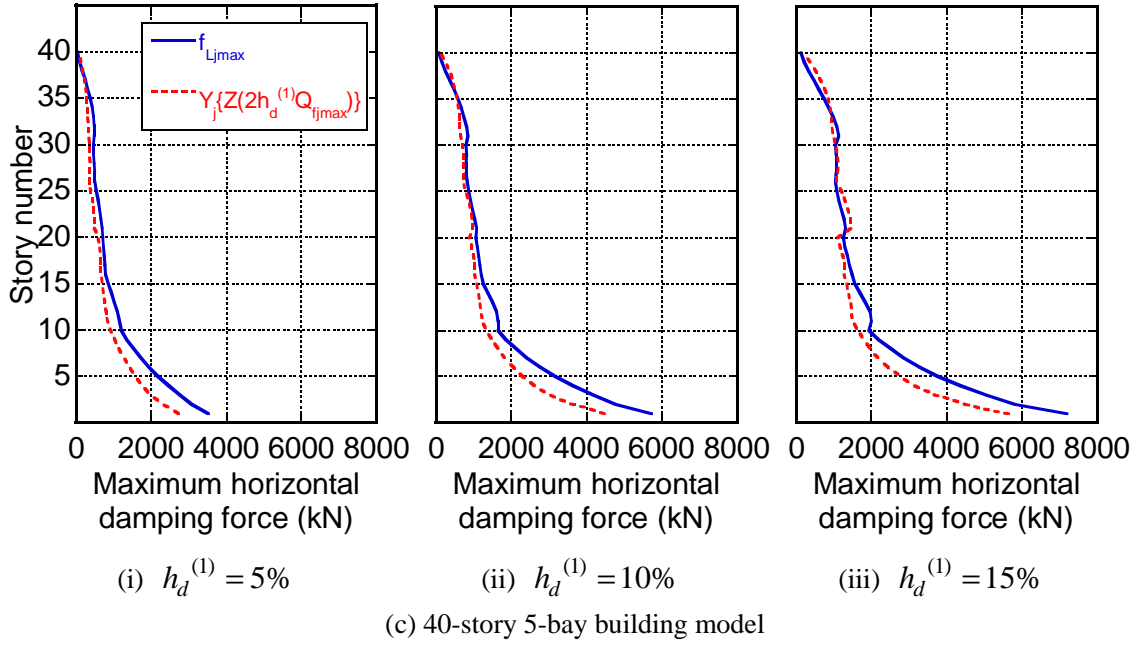 f_Ljmax
Y_j{Z(2h_d^(1)Q_fjmax)}
Story number
40
35
30
25
20
15
10
5
0 2000 4000 6000 8000
0 2000 4000 6000 8000
0 2000 4000 6000 8000
Maximum horizontal
damping force (kN)
Maximum horizontal
damping force (kN)
Maximum horizontal
damping force (kN)
(i) h_d^(1) = 5%
(ii) h_d^(1) = 10%
(iii) h_d^(1) = 15%
(c) 40-story 5-bay building model